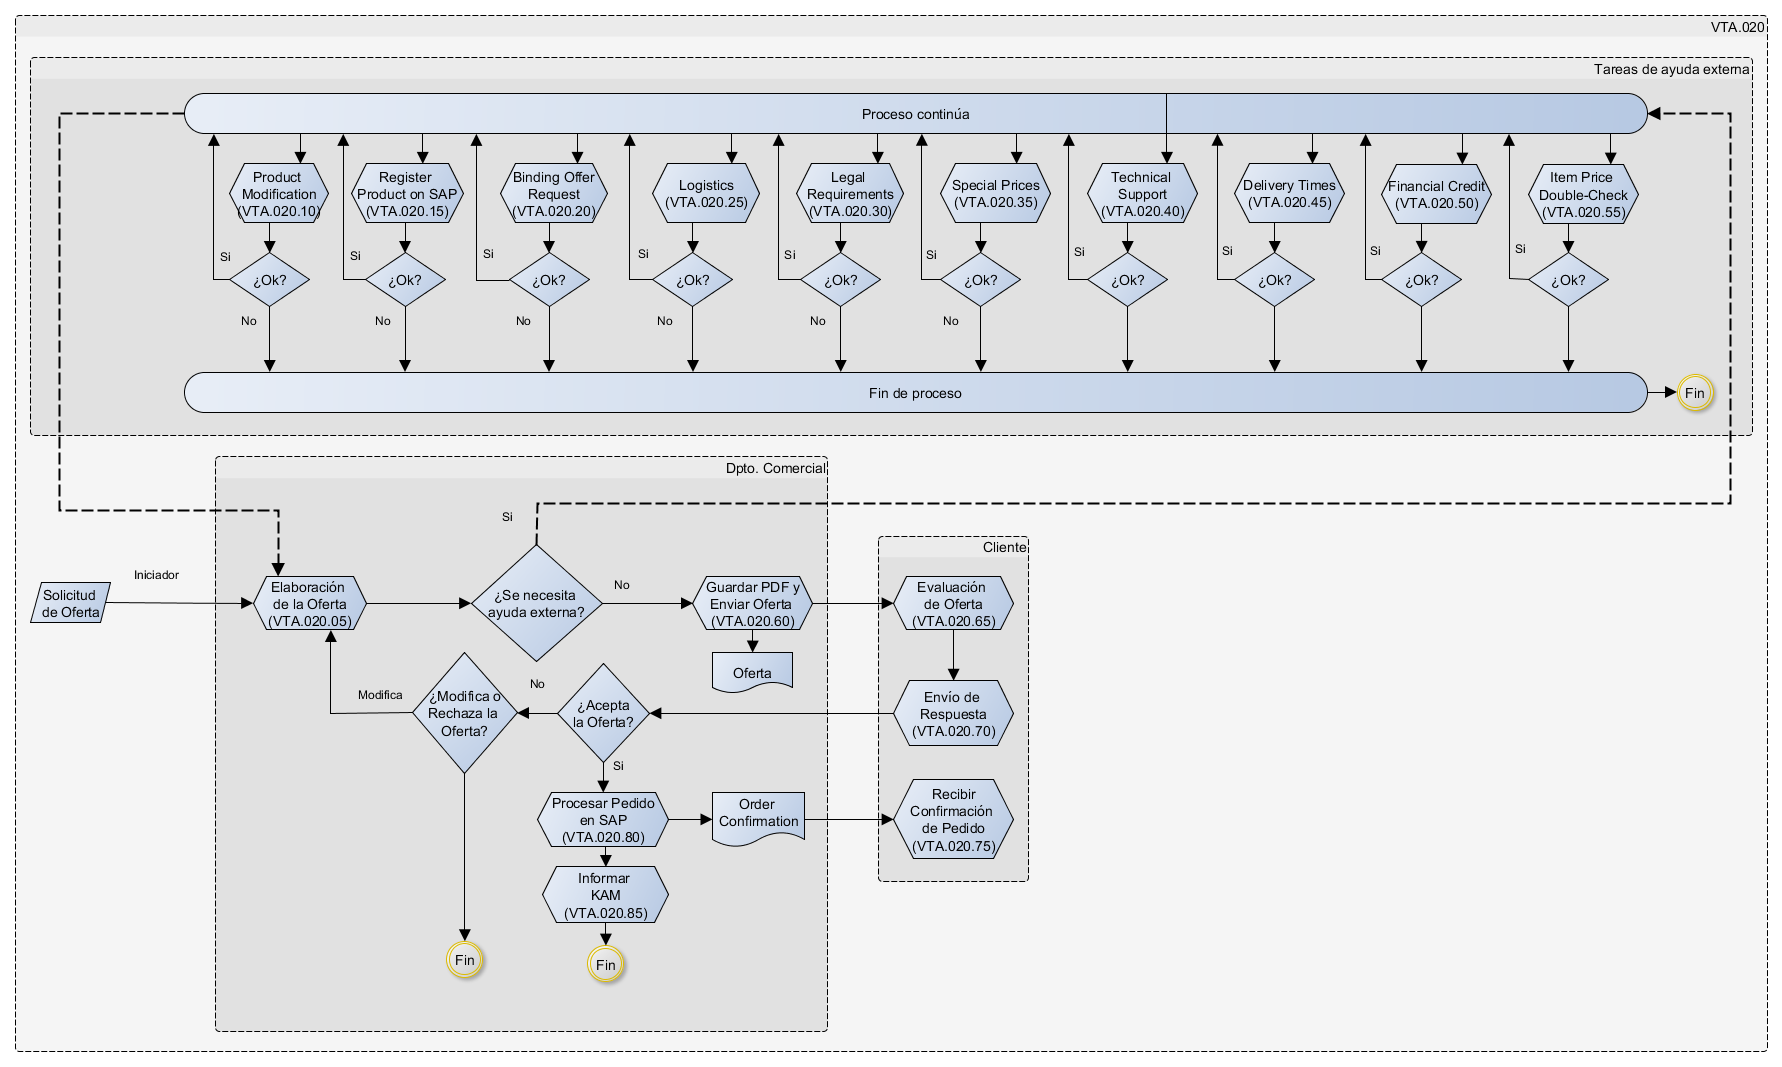 VTA.020
Tareas de ayuda externa
Proceso continúa
Product
Modification
(VTA.020.10)
Register
Product on SAP
(VTA.020.15)
Binding Offer
Request
(VTA.020.20)
Logistics
(VTA.020.25)
Legal
Requirements
(VTA.020.30)
Special Prices
(VTA.020.35)
Technical
Support
(VTA.020.40)
Delivery Times
(VTA.020.45)
Financial Credit
(VTA.020.50)
Item Price
Double-Check
(VTA.020.55)
Si
Si
Si
Si
Si
Si
Si
Si
Si
Si
¿Ok?
¿Ok?
¿Ok?
¿Ok?
¿Ok?
¿Ok?
¿Ok?
¿Ok?
¿Ok?
¿Ok?
No
No
No
No
No
No
Fin de proceso
Fin
Dpto. Comercial
Si
Cliente
Iniciador
Solicitud
de Oferta
Elaboración
de la Oferta
(VTA.020.05)
¿Se necesita
ayuda externa?
No
Guardar PDF y
Enviar Oferta
(VTA.020.60)
Evaluación
de Oferta
(VTA.020.65)
Oferta
Modifica
¿Modifica o
Rechaza la
Oferta?
No
¿Acepta
la Oferta?
Envío de
Respuesta
(VTA.020.70)
Si
Procesar Pedido
en SAP
(VTA.020.80)
Order
Confirmation
Recibir
Confirmación
de Pedido
(VTA.020.75)
Informar
KAM
(VTA.020.85)
Fin
Fin